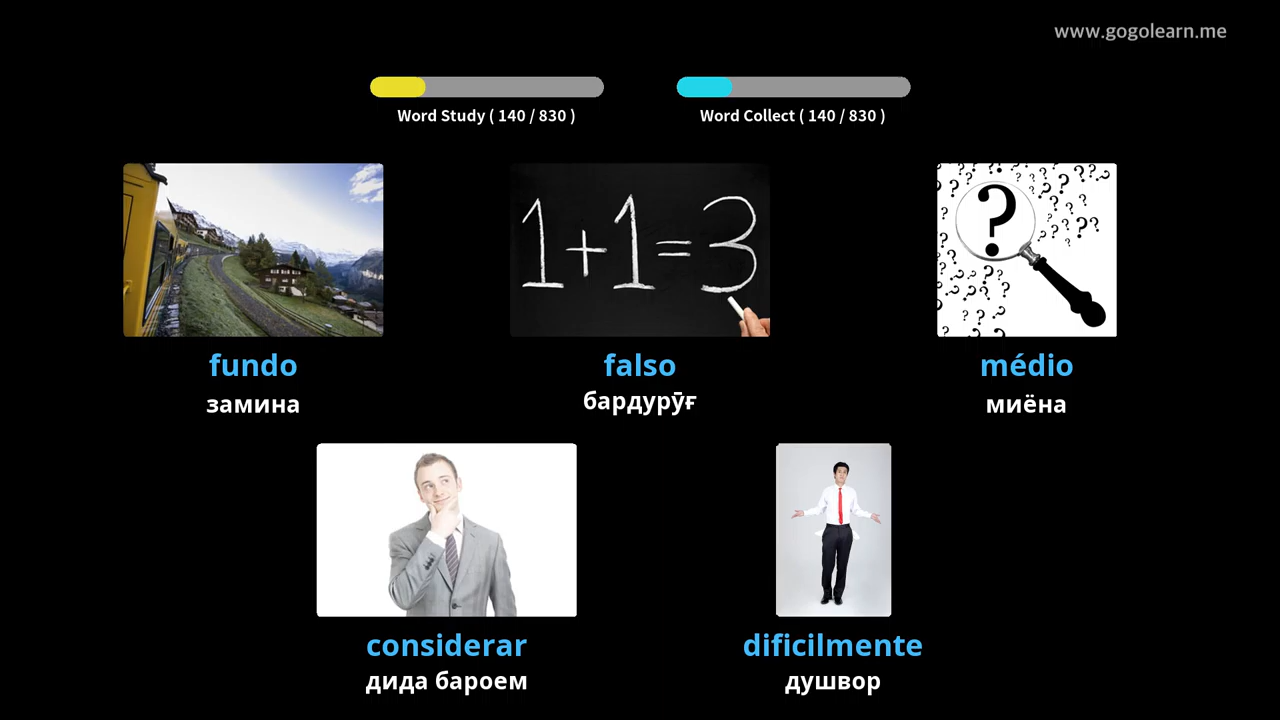 www.gogolearn.me
Word Study ( 140 / 830 )
Word Collect ( 140 / 830 )
1+1=3
fundo
замина
falso
бардурӯғ
médio
миёна
considerar
дида бароем
dificilmente
душвор